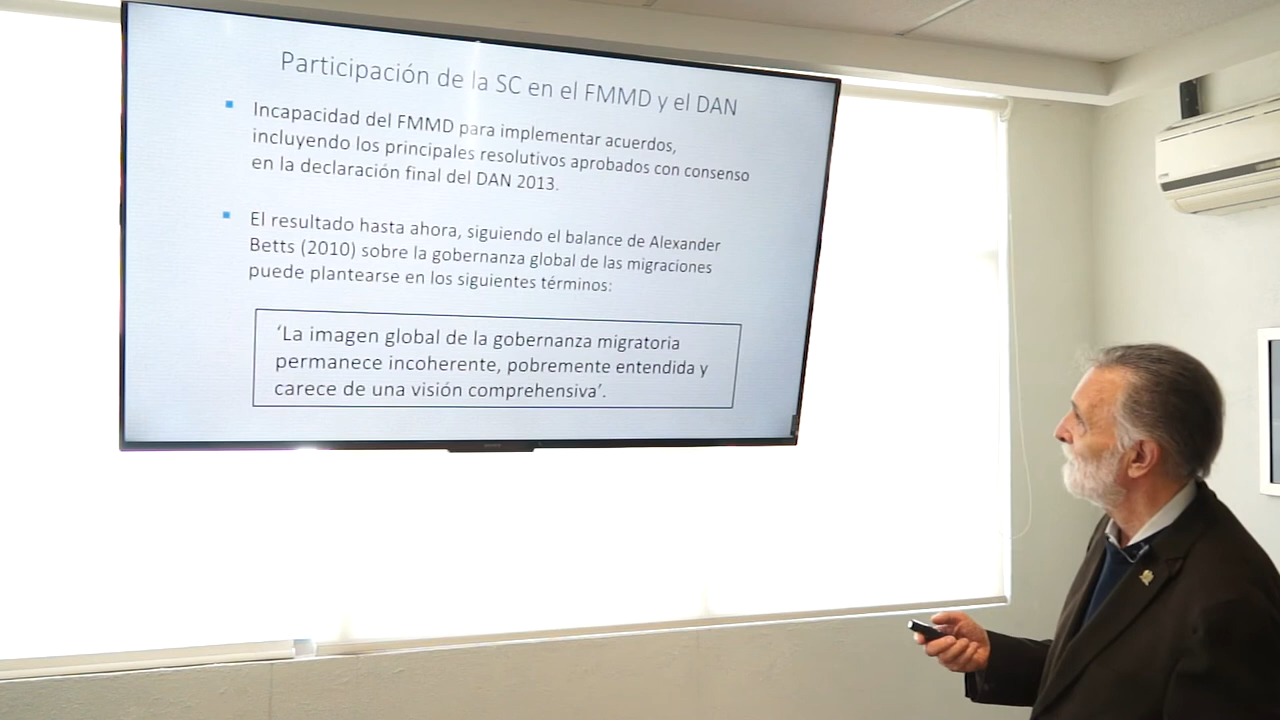 Participación de la SC en el FMMD y el DAN
Incapacidad del FMMD para implementar acuerdos,
incluyendo los principales resolutivos aprobados con consenso
en la declaración final del DAN 2013.
El resultado hasta ahora, siguiendo el balance de Alexander
Betts (2010) sobre la gobernanza global de las migraciones
puede plantearse en los siguientes términos:
‘La imagen global de la gobernanza migratoria
permanece incoherente, pobremente entendida y
carece de una visión comprehensiva’.